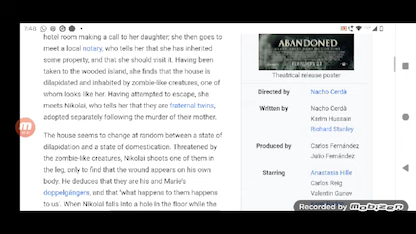 7:46
hotel room making a call to her daughter; she then goes to
meet a local notary, who tells her that she has inherited
some property, and that she should visit it. Having been
taken to the wooded island, she finds that the house is
dilapidated and inhabited by zombie-like creatures, one of
whom looks like her. Having attempted to escape, she
meets Nikolai, who tells her that they are fraternal twins,
adopted separately following the murder of their mother.
The house seems to change at random between a state of
dilapidation and a state of domestication. Threatened by
the zombie-like creatures, Nikolai shoots one of them in
the leg, only to find that the wound appears on his own
body. He deduces that they are his and Marie's
doppelgängers, and that 'what happens to them happens
to us'. When Nikolai falls into a hole in the floor while the
ABANDONED
FEBRUARY 23
Theatrical release poster
Directed by Nacho Cerdà
Written by Nacho Cerdà
Karim Hussain
Richard Stanley
Produced by Carlos Fernández
Julio Fernández
Starring Anastasia Hille
Carlos Reig
Valentin Ganev
Recorded by Mobizen